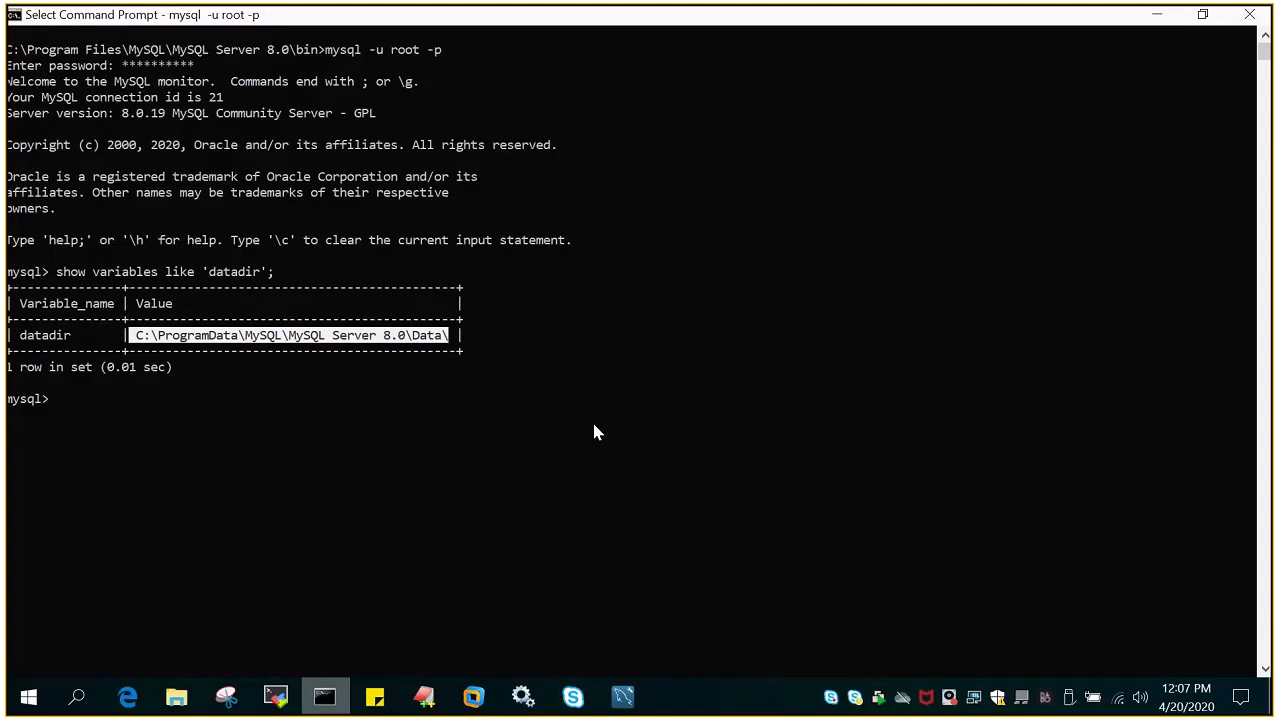 Select Command Prompt - mysql -u root -p
C:\Program Files\MySQL\MySQL Server 8.0\bin>mysql -u root -p
Enter password: **********
Welcome to the MySQL monitor.  Commands end with ; or \g.
Your MySQL connection id is 21
Server version: 8.0.19 MySQL Community Server - GPL
Copyright (c) 2000, 2020, Oracle and/or its affiliates. All rights reserved.
Oracle is a registered trademark of Oracle Corporation and/or its
affiliates. Other names may be trademarks of their respective
owners.
Type 'help;' or '\h' for help. Type '\c' to clear the current input statement.
mysql> show variables like 'datadir';
+---------------+---------------------------------------------+
| Variable_name | Value                                       |
+---------------+---------------------------------------------+
| datadir       | C:\ProgramData\MySQL\MySQL Server 8.0\Data\ |
+---------------+---------------------------------------------+
1 row in set (0.01 sec)
mysql>
12:07 PM
4/20/2020